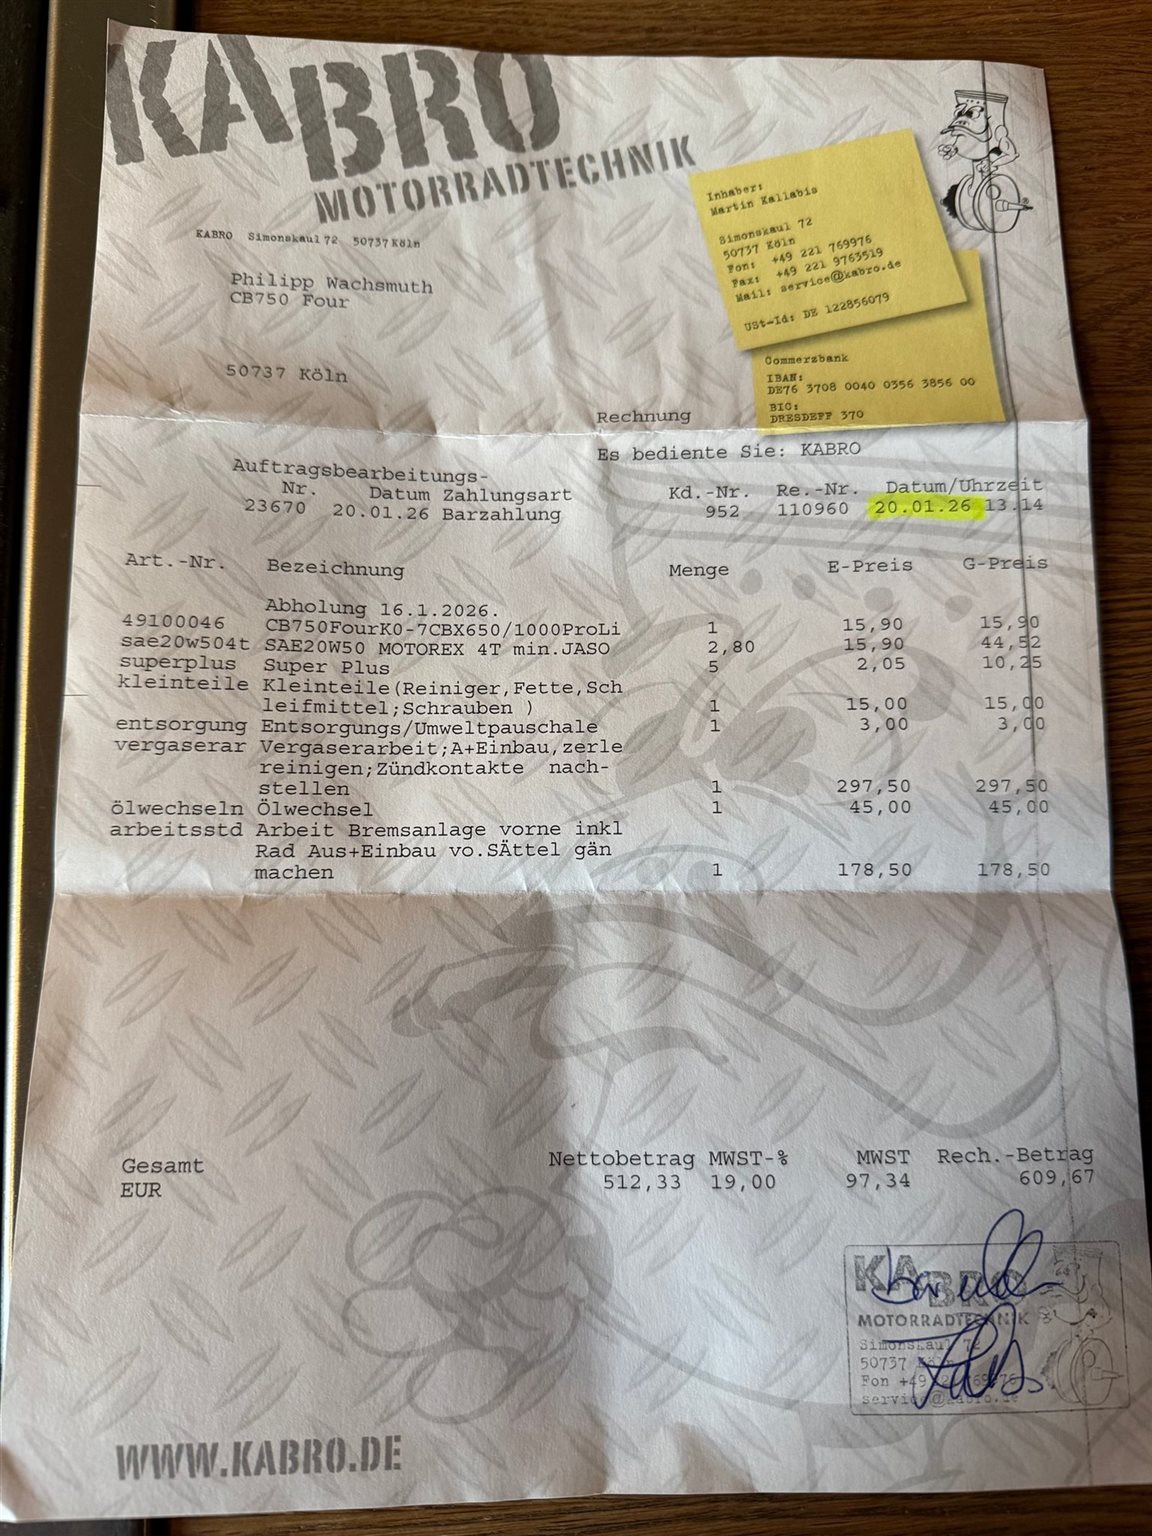 KABRO
MOTORRADTECHNIK
Inhaber:
Martin Kallabis
Simonskaul 72
50737 Köln
Fon: +49 221 769976
Fax: +49 221 9763519
Mail: service@kabro.de
USt-Id: DE 122856079
Commerzbank
IBAN:
DE76 3708 0040 0356 3856 00
BIC:
DRESDEFF 370
KABRO Simonskaul 72 50737 Köln
Philipp Wachsmuth
CB750 Four
50737 Köln
Rechnung
Es bediente Sie: KABRO
Auftragsbearbeitungs-
Nr. Datum Zahlungsart Kd.-Nr. Re.-Nr. Datum/Uhrzeit
23670 20.01.26 Barzahlung 952 110960 20.01.26 13.14
Art.-Nr. Bezeichnung Menge E-Preis G-Preis
Abholung 16.1.2026.
49100046 CB750FourK0-7CBX650/1000ProLi 1 15,90 15,90
sae20w504t SAE20W50 MOTOREX 4T min.JASO 2,80 15,90 44,52
superplus Super Plus 5 2,05 10,25
kleinteile Kleinteile(Reiniger,Fette,Sch
leifmittel;Schrauben ) 1 15,00 15,00
entsorgung Entsorgungs/Umweltpauschale 1 3,00 3,00
vergaserar Vergaserarbeit;A+Einbau,zerle
reinigen;Zündkontakte nach-
stellen 1 297,50 297,50
ölwechseln Ölwechsel 1 45,00 45,00
arbeitsstd Arbeit Bremsanlage vorne inkl
Rad Aus+Einbau vo.SÄttel gän
machen 1 178,50 178,50
Gesamt Nettobetrag MWST-% MWST Rech.-Betrag
EUR 512,33 19,00 97,34 609,67
KABRO
MOTORRADTECHNIK
Simonskaul 72
50737 Köln
Fon +49 221 769976
service@kabro.de
WWW.KABRO.DE